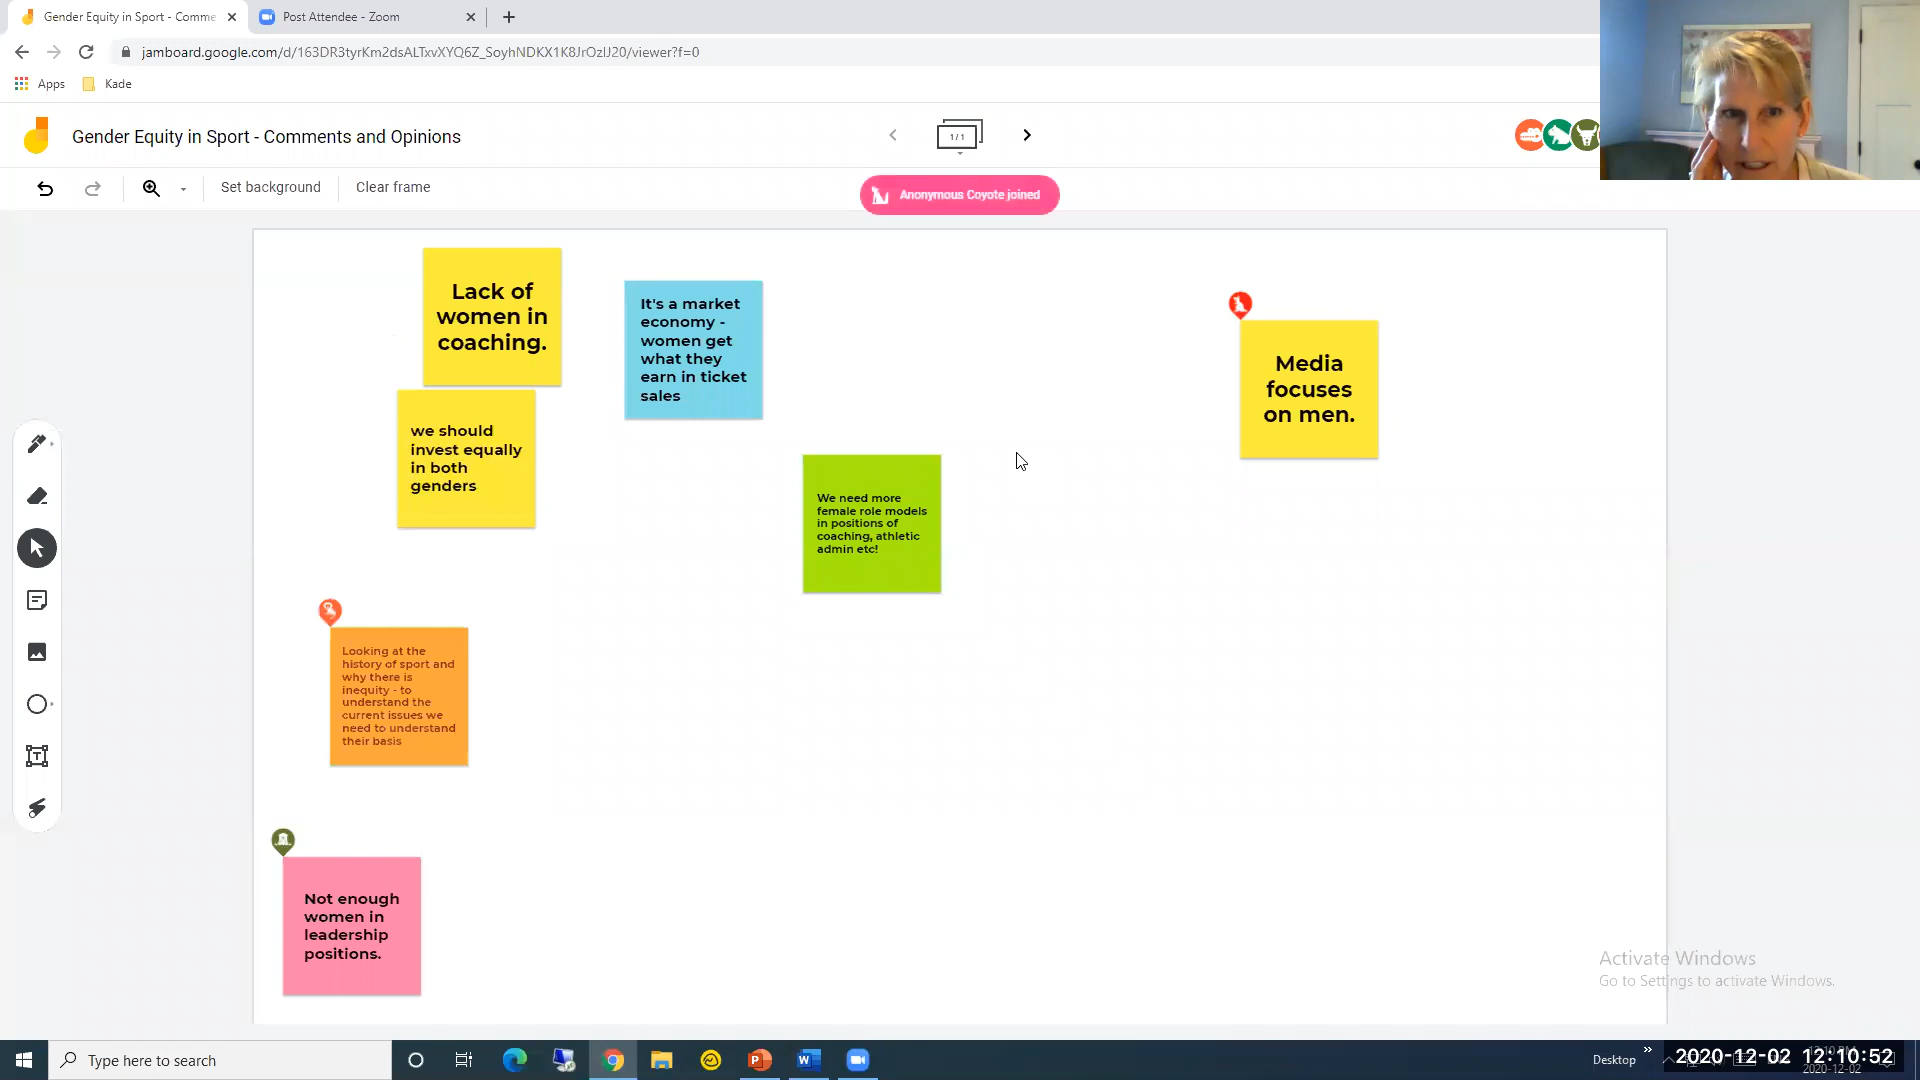 Gender Equity in Sport - Comme
Post Attendee - Zoom
jamboard.google.com/d/163DR3tyrKm2dsALTxvXYQ6Z_SoyhNDKX1K8JrOzIJ20/viewer?f=0
Apps
Kade
Gender Equity in Sport - Comments and Opinions
1/1
Set background
Clear frame
Anonymous Coyote joined
Lack of
women in
coaching.
It's a market
economy -
women get
what they
earn in ticket
sales
Media
focuses
on men.
we should
invest equally
in both
genders
We need more
female role models
in positions of
coaching, athletic
admin etc!
Looking at the
history of sport and
why there is
inequity - to
understand the
current issues we
need to understand
their basis
Not enough
women in
leadership
positions.
Activate Windows
Go to Settings to activate Windows.
Type here to search
Desktop
2020-12-02 12:10:52
2020-12-02